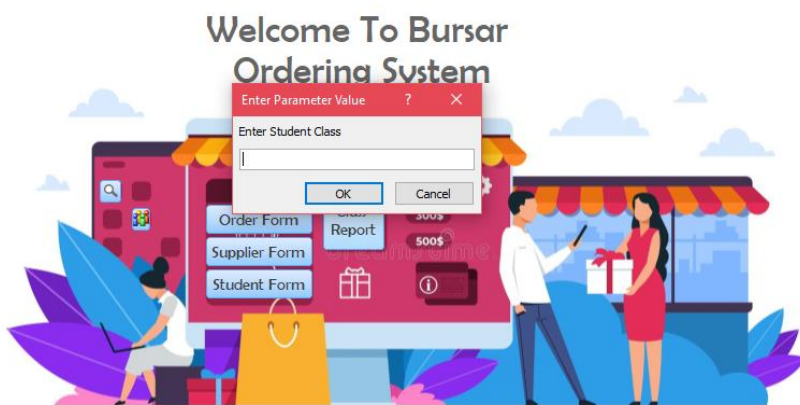 Welcome To Bursar
Ordering System
Enter Parameter Value
Enter Student Class
OK
Cancel
Order Form
Report
300$
Supplier Form
500$
Student Form